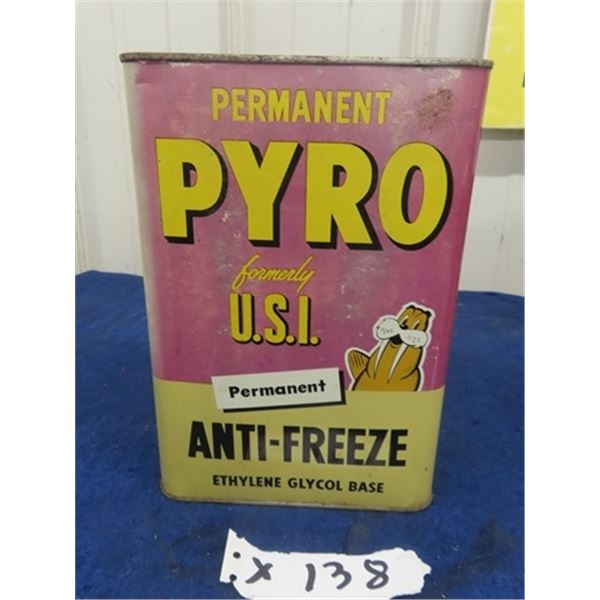 PERMANENT
PYRO
formerly
U.S.I.
Permanent
ANTI-FREEZE
ETHYLENE GLYCOL BASE
X 138